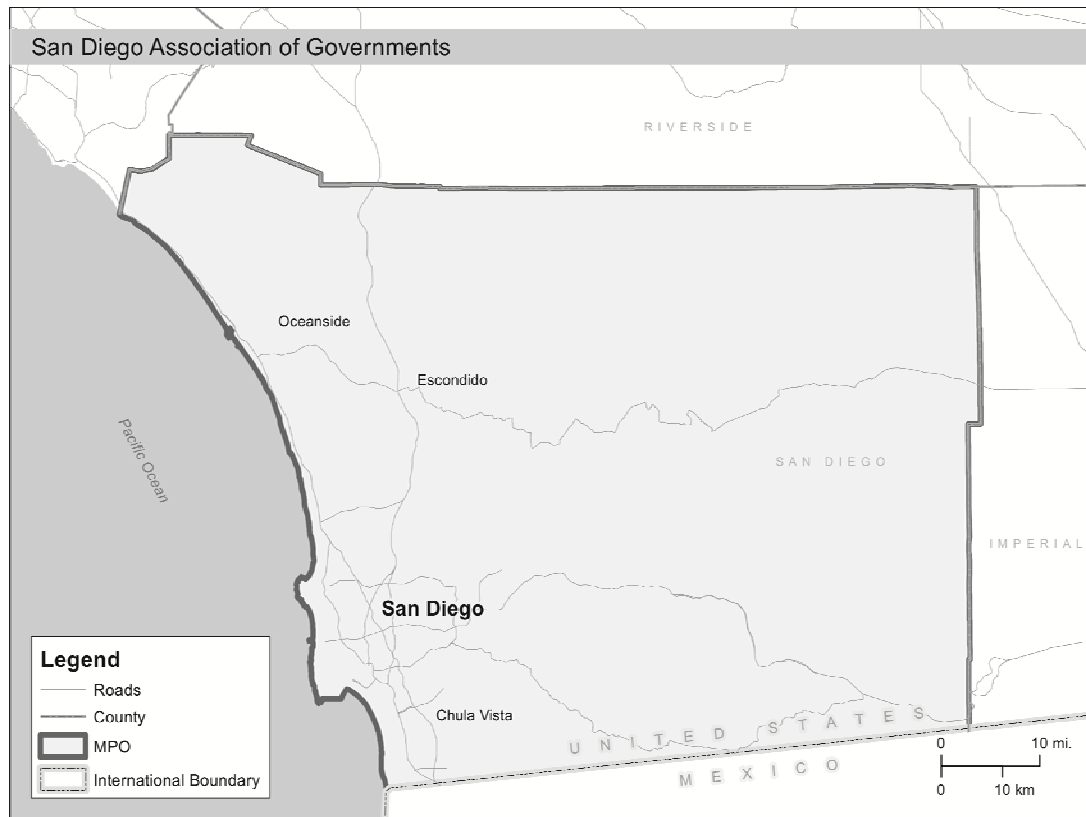 San Diego Association of Governments
RIVERSIDE
Oceanside
Escondido
Pacific Ocean
SAN DIEGO
IMPERIAL
San Diego
Legend
Roads
County
MPO
International Boundary
Chula Vista
UNITED STATES
MEXICO
0 10 mi.
0 10 km